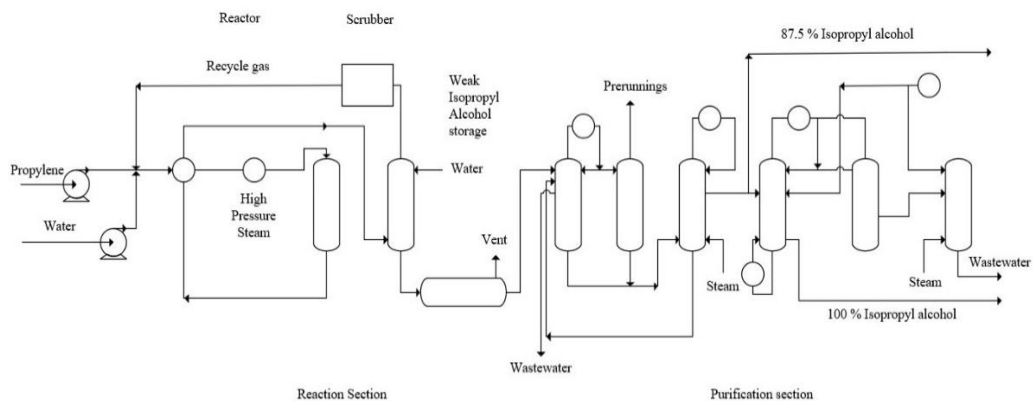 Reactor
Scrubber
87.5 % Isopropyl alcohol
Recycle gas
Weak
Isopropyl
Alcohol
storage
Prerunnings
Propylene
Water
High
Pressure
Steam
Water
Vent
Steam
Steam
Wastewater
100 % Isopropyl alcohol
Wastewater
Reaction Section
Purification section